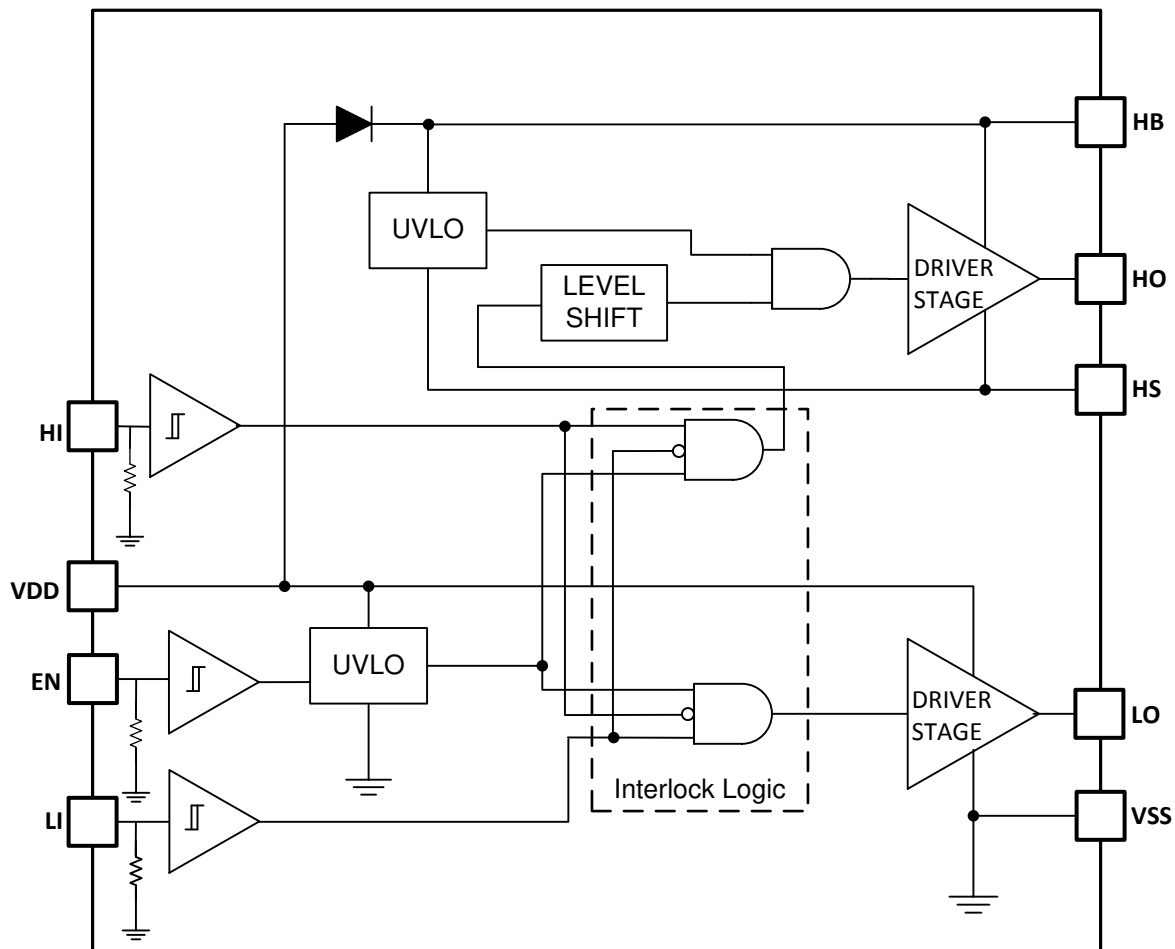 HB
UVLO
LEVEL
SHIFT
DRIVER
STAGE
HO
HS
HI
VDD
EN
UVLO
DRIVER
STAGE
LO
Interlock Logic
LI
VSS